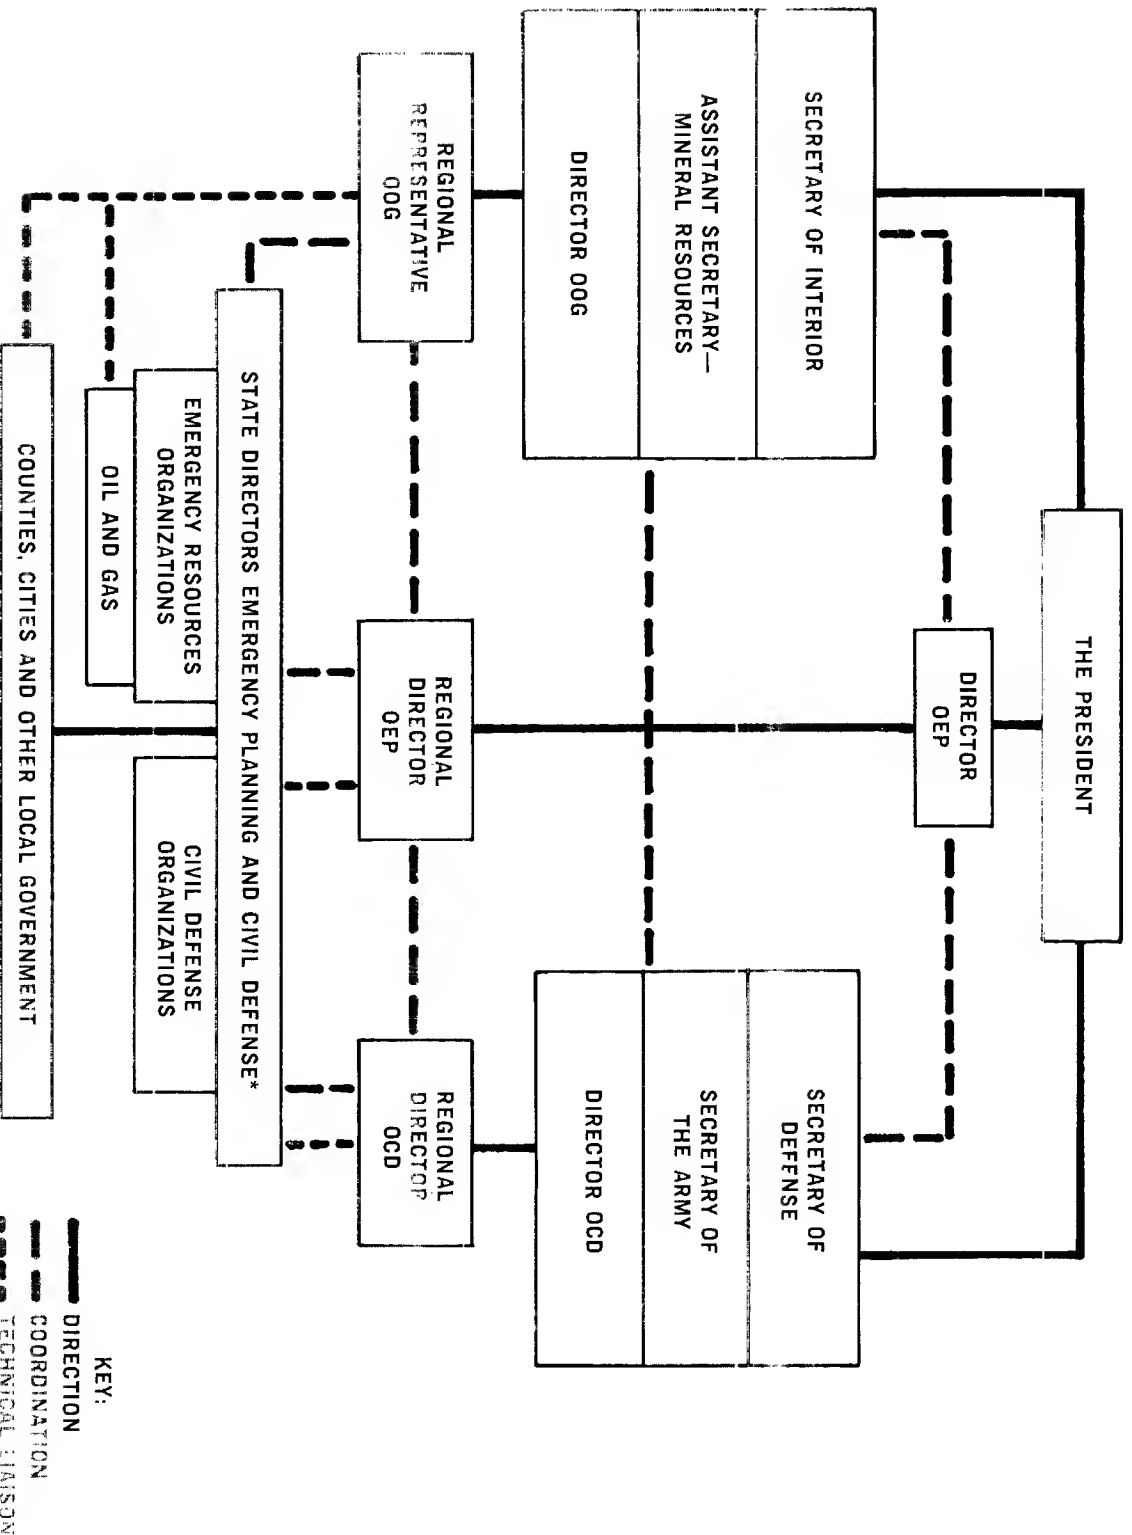 THE PRESIDENT
DIRECTOR
OEP
SECRETARY OF INTERIOR
ASSISTANT SECRETARY—
MINERAL RESOURCES
DIRECTOR OOG
SECRETARY OF
DEFENSE
SECRETARY OF
THE ARMY
DIRECTOR OCD
REGIONAL
REPRESENTATIVE
OOG
REGIONAL
DIRECTOR
OEP
REGIONAL
DIRECTOR
OCD
STATE DIRECTORS EMERGENCY PLANNING AND CIVIL DEFENSE*
EMERGENCY RESOURCES
ORGANIZATIONS
CIVIL DEFENSE
ORGANIZATIONS
OIL AND GAS
COUNTIES, CITIES AND OTHER LOCAL GOVERNMENT
KEY:
DIRECTION
COORDINATION
TECHNICAL LIAISON